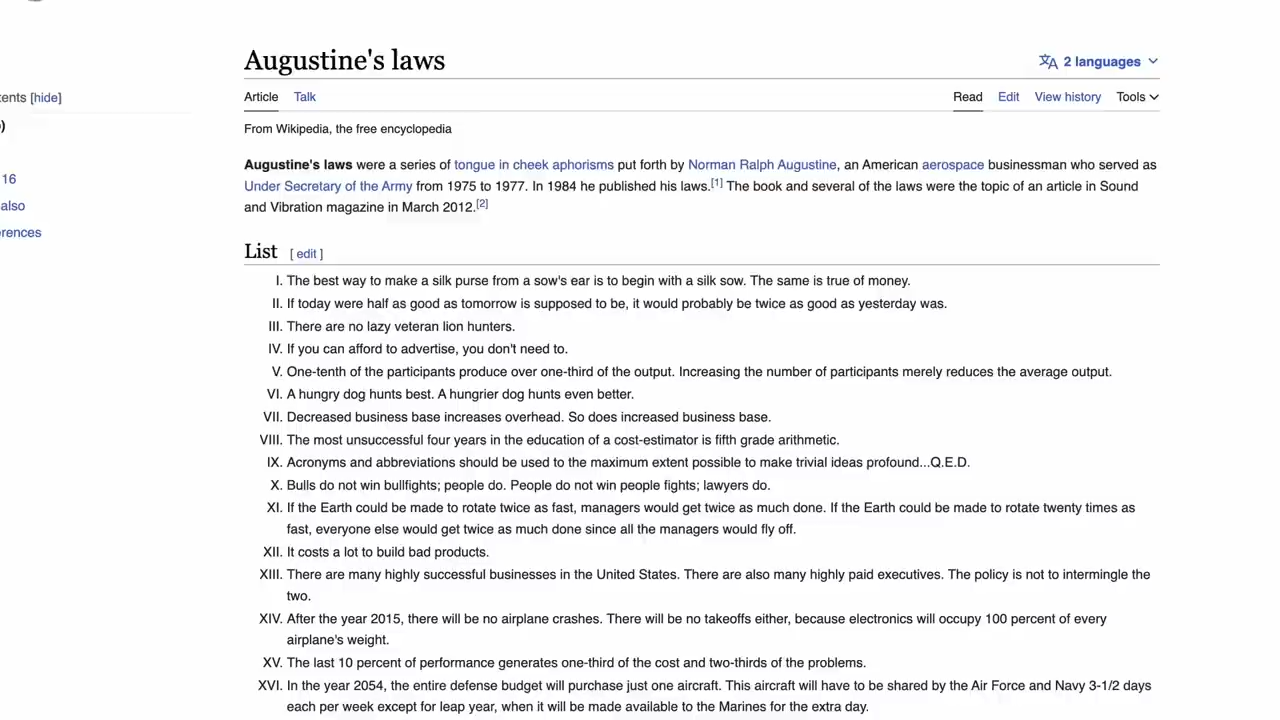 Augustine's laws
2 languages
tents [hide]
Article Talk Read Edit View history Tools
From Wikipedia, the free encyclopedia
Augustine's laws were a series of tongue in cheek aphorisms put forth by Norman Ralph Augustine, an American aerospace businessman who served as
Under Secretary of the Army from 1975 to 1977. In 1984 he published his laws.[1] The book and several of the laws were the topic of an article in Sound
and Vibration magazine in March 2012.[2]
16
also
erences
List [ edit ]
I. The best way to make a silk purse from a sow's ear is to begin with a silk sow. The same is true of money.
II. If today were half as good as tomorrow is supposed to be, it would probably be twice as good as yesterday was.
III. There are no lazy veteran lion hunters.
IV. If you can afford to advertise, you don't need to.
V. One-tenth of the participants produce over one-third of the output. Increasing the number of participants merely reduces the average output.
VI. A hungry dog hunts best. A hungrier dog hunts even better.
VII. Decreased business base increases overhead. So does increased business base.
VIII. The most unsuccessful four years in the education of a cost-estimator is fifth grade arithmetic.
IX. Acronyms and abbreviations should be used to the maximum extent possible to make trivial ideas profound...Q.E.D.
X. Bulls do not win bullfights; people do. People do not win people fights; lawyers do.
XI. If the Earth could be made to rotate twice as fast, managers would get twice as much done. If the Earth could be made to rotate twenty times as
fast, everyone else would get twice as much done since all the managers would fly off.
XII. It costs a lot to build bad products.
XIII. There are many highly successful businesses in the United States. There are also many highly paid executives. The policy is not to intermingle the
two.
XIV. After the year 2015, there will be no airplane crashes. There will be no takeoffs either, because electronics will occupy 100 percent of every
airplane's weight.
XV. The last 10 percent of performance generates one-third of the cost and two-thirds of the problems.
XVI. In the year 2054, the entire defense budget will purchase just one aircraft. This aircraft will have to be shared by the Air Force and Navy 3-1/2 days
each per week except for leap year, when it will be made available to the Marines for the extra day.